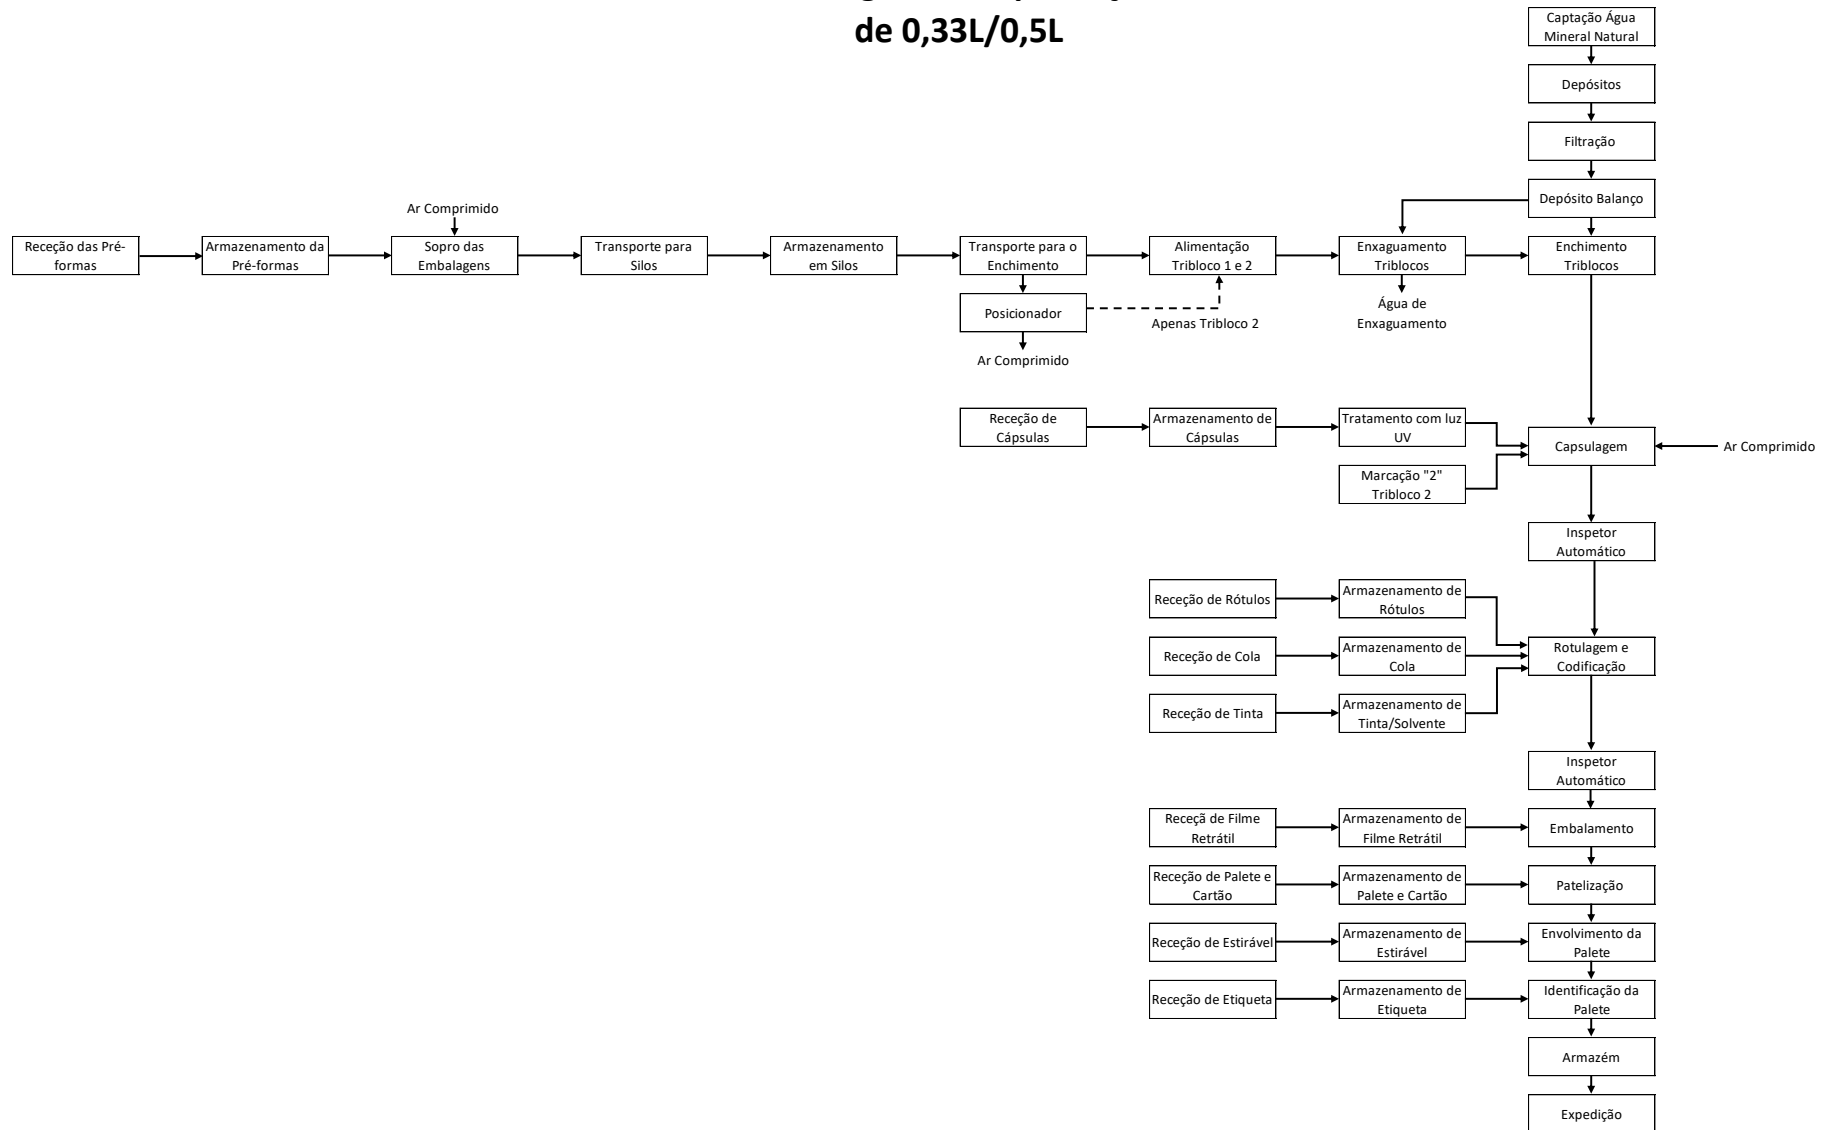 de 0,33L/0,5L
Captação Água
Mineral Natural
Depósitos
Filtração
Depósito Balanço
Ar Comprimido
Receção das Pré-
formas
Armazenamento da
Pré-formas
Sopro das
Embalagens
Transporte para
Silos
Armazenamento
em Silos
Transporte para o
Enchimento
Alimentação
Tribloco 1 e 2
Enxaguamento
Triblocos
Enchimento
Triblocos
Posicionador
Apenas Tribloco 2
Água de
Enxaguamento
Ar Comprimido
Receção de
Cápsulas
Armazenamento de
Cápsulas
Tratamento com luz
UV
Capsulagem
Ar Comprimido
Marcação "2"
Tribloco 2
Inspetor
Automático
Receção de Rótulos
Armazenamento de
Rótulos
Receção de Cola
Armazenamento de
Cola
Rotulagem e
Codificação
Receção de Tinta
Armazenamento de
Tinta/Solvente
Inspetor
Automático
Receçã de Filme
Retrátil
Armazenamento de
Filme Retrátil
Embalamento
Receção de Palete e
Cartão
Armazenamento de
Palete e Cartão
Patelização
Receção de Estirável
Armazenamento de
Estirável
Envolvimento da
Palete
Receção de Etiqueta
Armazenamento de
Etiqueta
Identificação da
Palete
Armazém
Expedição